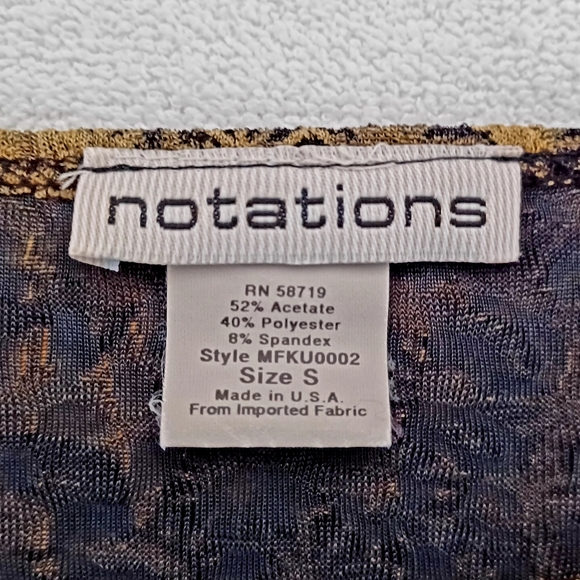 notations
RN 58719
52% Acetate
40% Polyester
8% Spandex
Style MFKU0002
Size S
Made in U.S.A.
From Imported Fabric